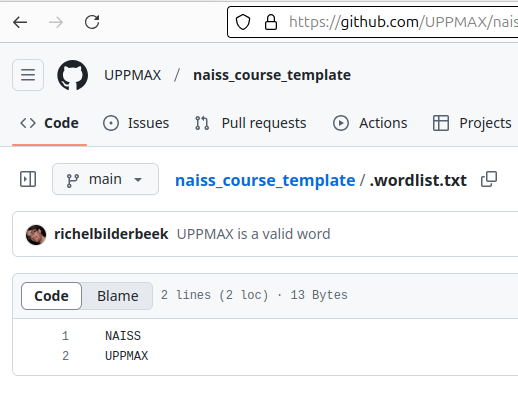 https://github.com/UPPMAX/nais
UPPMAX / naiss_course_template
Code Issues Pull requests Actions Projects
main naiss_course_template / .wordlist.txt
richelbilderbeek UPPMAX is a valid word
Code Blame 2 lines (2 loc) · 13 Bytes
1 NAISS
2 UPPMAX